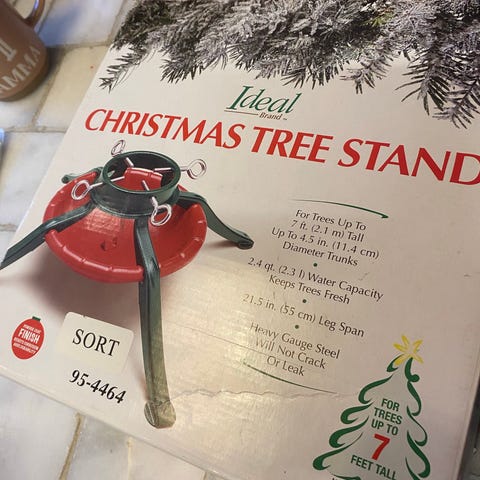 Ideal
Brand™
CHRISTMAS TREE STAND
For Trees Up To
7 ft. (2.1 m) Tall
Up To 4.5 in. (11.4 cm)
Diameter Trunks
•
2.4 qt. (2.3 l) Water Capacity
Keeps Trees Fresh
•
21.5 in. (55 cm) Leg Span
•
Heavy Gauge Steel
Will Not Crack
Or Leak
FINISH
SORT
95-4464
FOR
TREES
UP TO
7
FEET TALL
AMMA